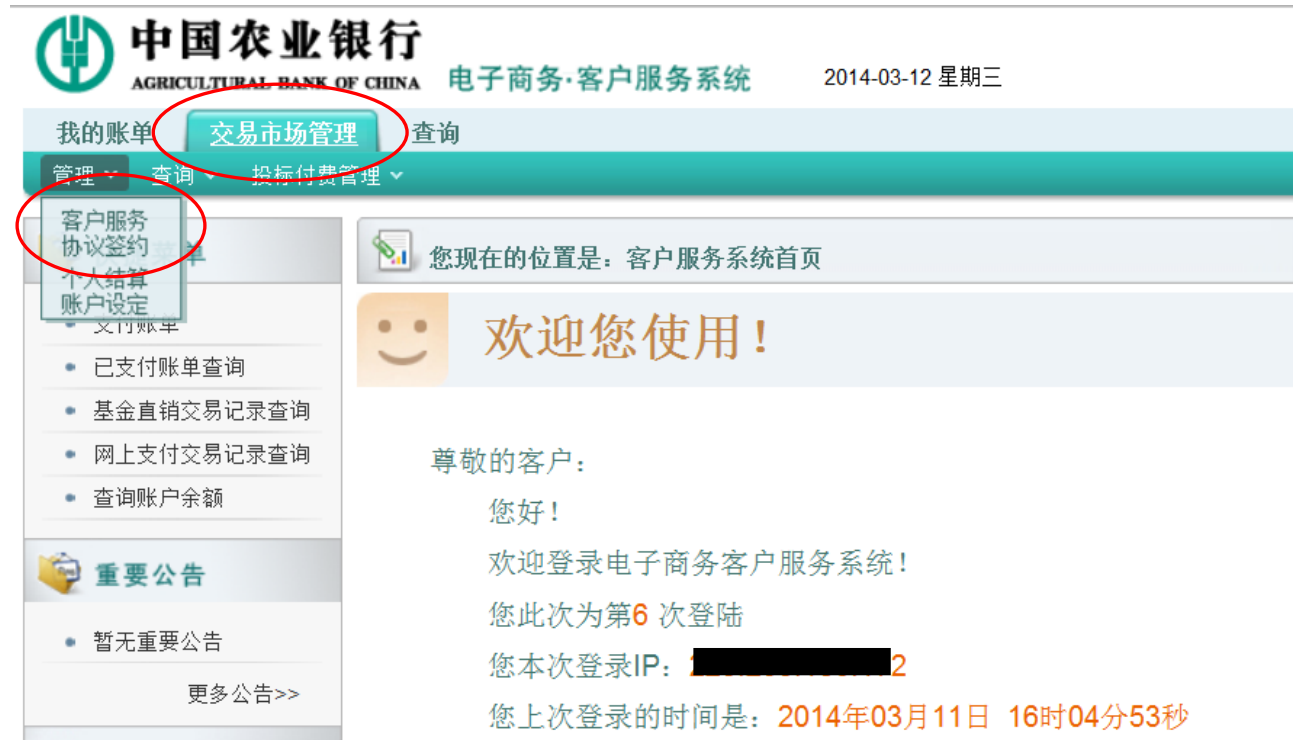 中国农业银行
AGRICULTURAL BANK OF CHINA
电子商务·客户服务系统
2014-03-12 星期三
我的账单 交易市场管理 查询
管理 查询 投标付费管理
客户服务
协议签约
个人结算
账户设定
单
您现在的位置是：客户服务系统首页
欢迎您使用！
支付账单
已支付账单查询
基金直销交易记录查询
网上支付交易记录查询
查询账户余额
重要公告
暂无重要公告
更多公告>>
尊敬的客户：
您好！
欢迎登录电子商务客户服务系统！
您此次为第6 次登陆
您本次登录IP：2
您上次登录的时间是：2014年03月11日 16时04分53秒